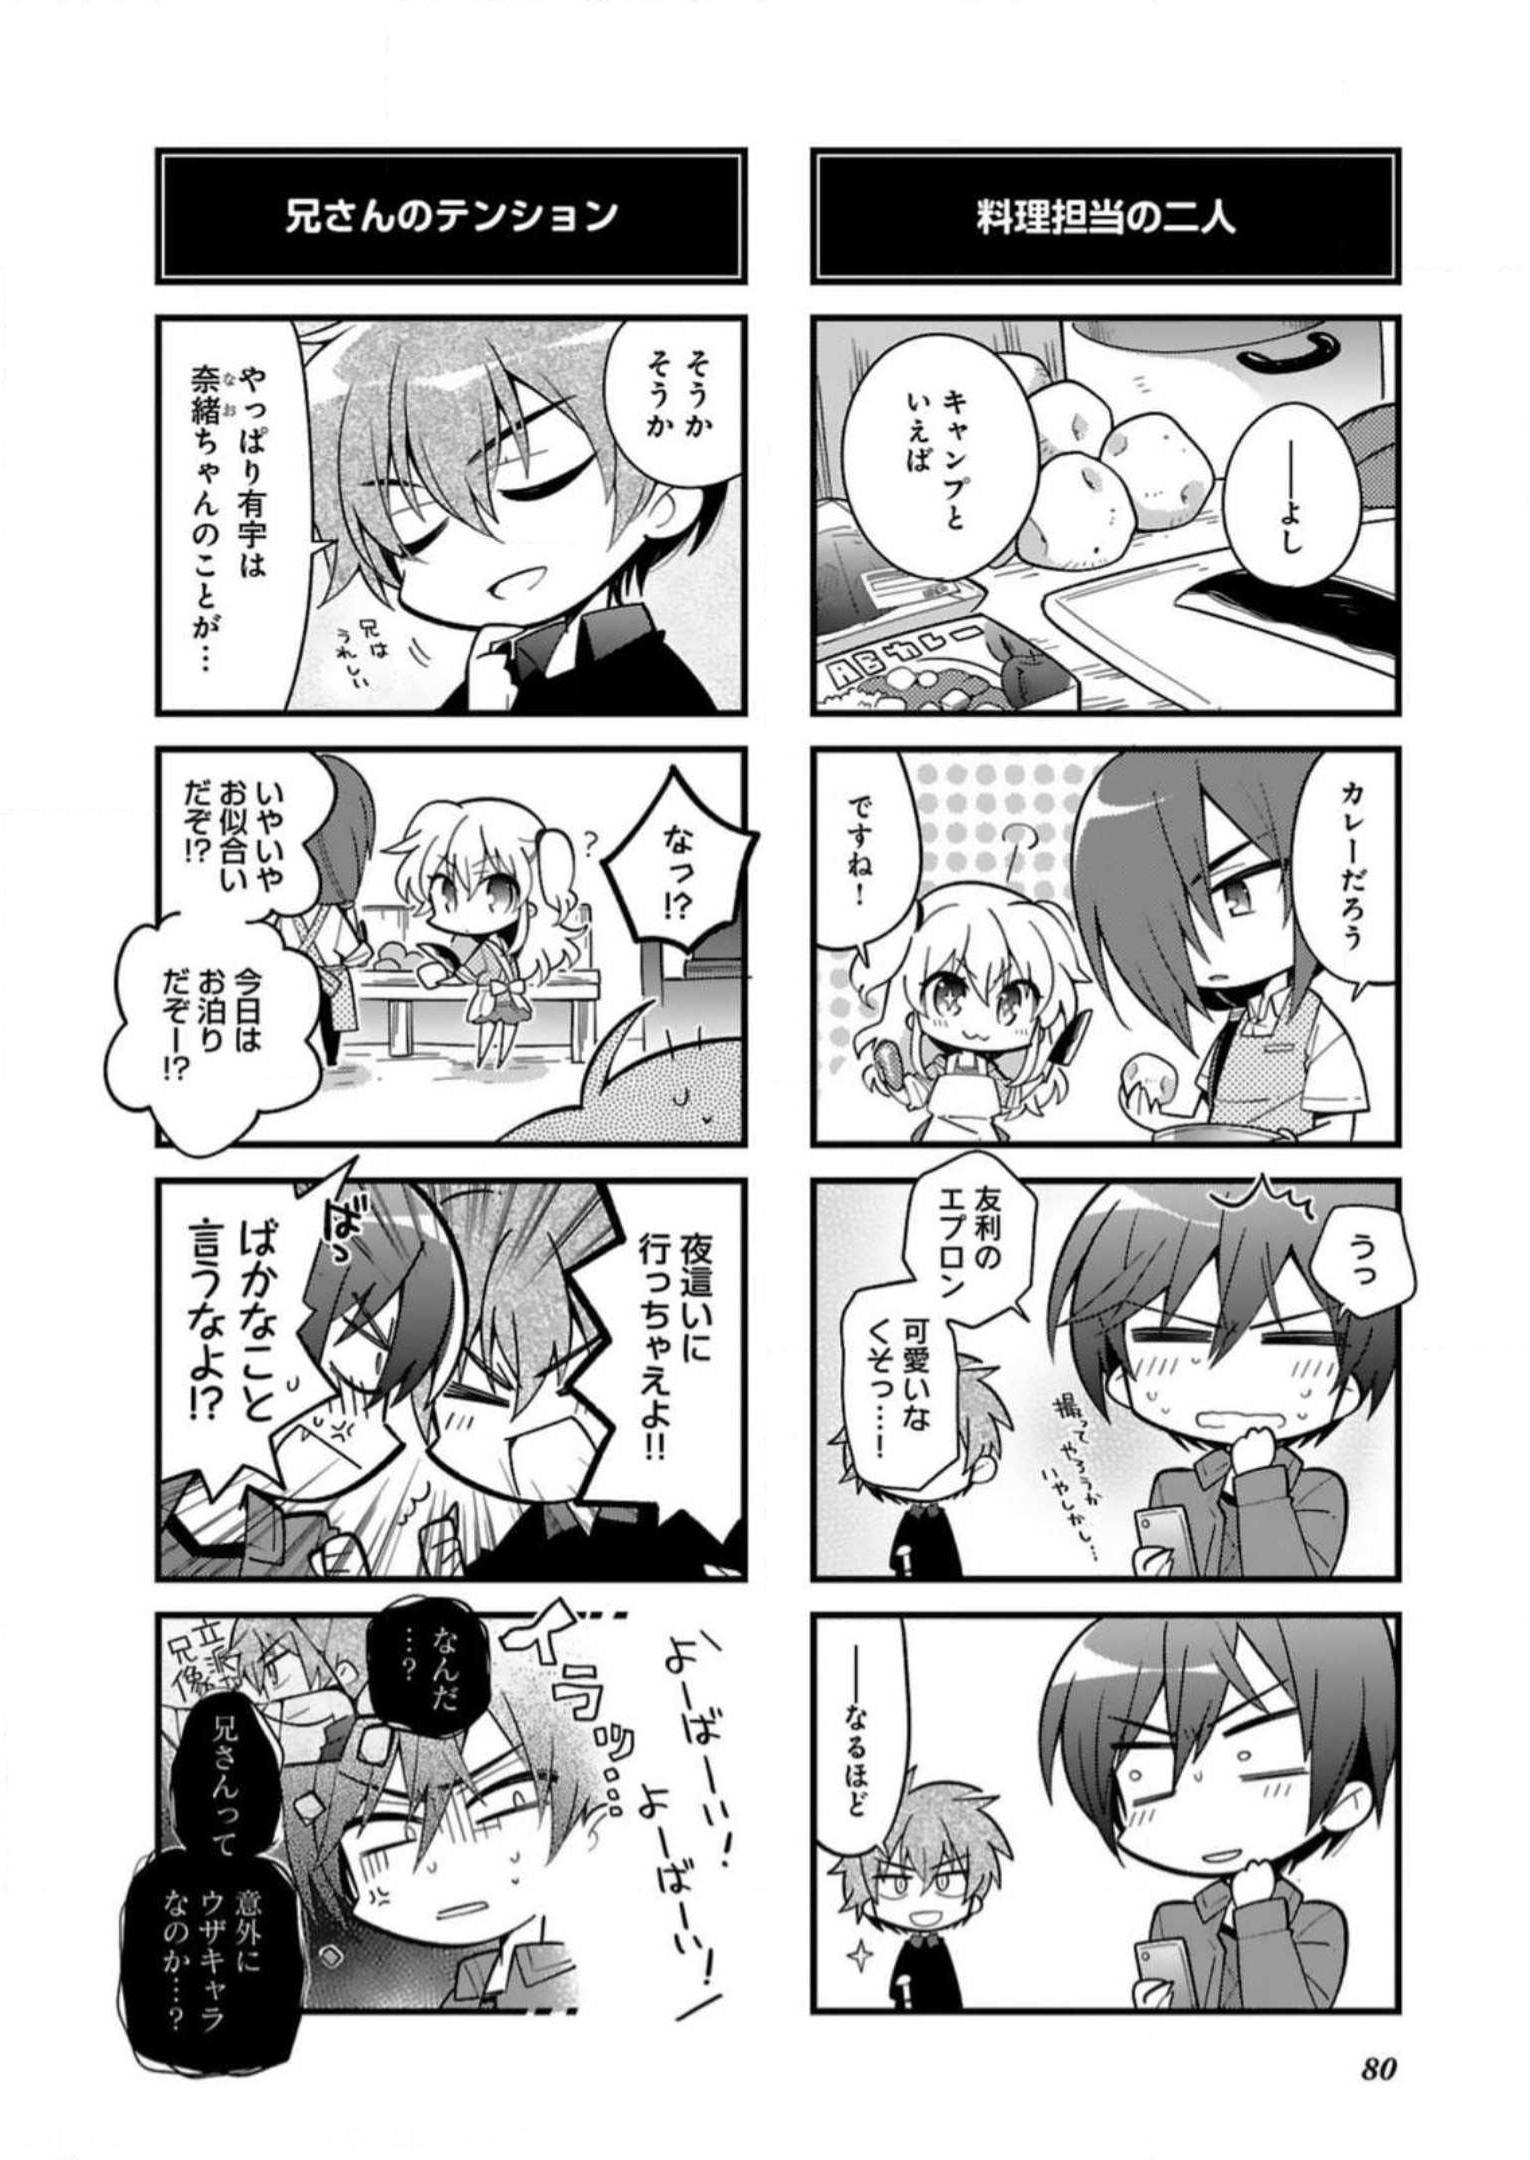 料理担当の二人
――よし
キャンプと
いえば
ABカレー
カレーだろう
ですね!
うっ
友利の
エプロン
可愛いな
くそっ……!
撮って
やろうか
いやしかし…
――なるほど
兄さんのテンション
そうか
そうか
やっぱり有宇は
奈緒ちゃんのことが…
なお
兄は
うれしい
なっ!?
いやいや
お似合い
だぞ!?
今日は
お泊り
だぞー!?
夜這いに
行っちゃえよ!!
ばっ
ばかなこと
言うなよ!?
よーばーい!
よーばーい!
イラッ…
なんだ
…?
兄さんって
意外に
ウザキャラ
なのか…?
立派な
兄像
80